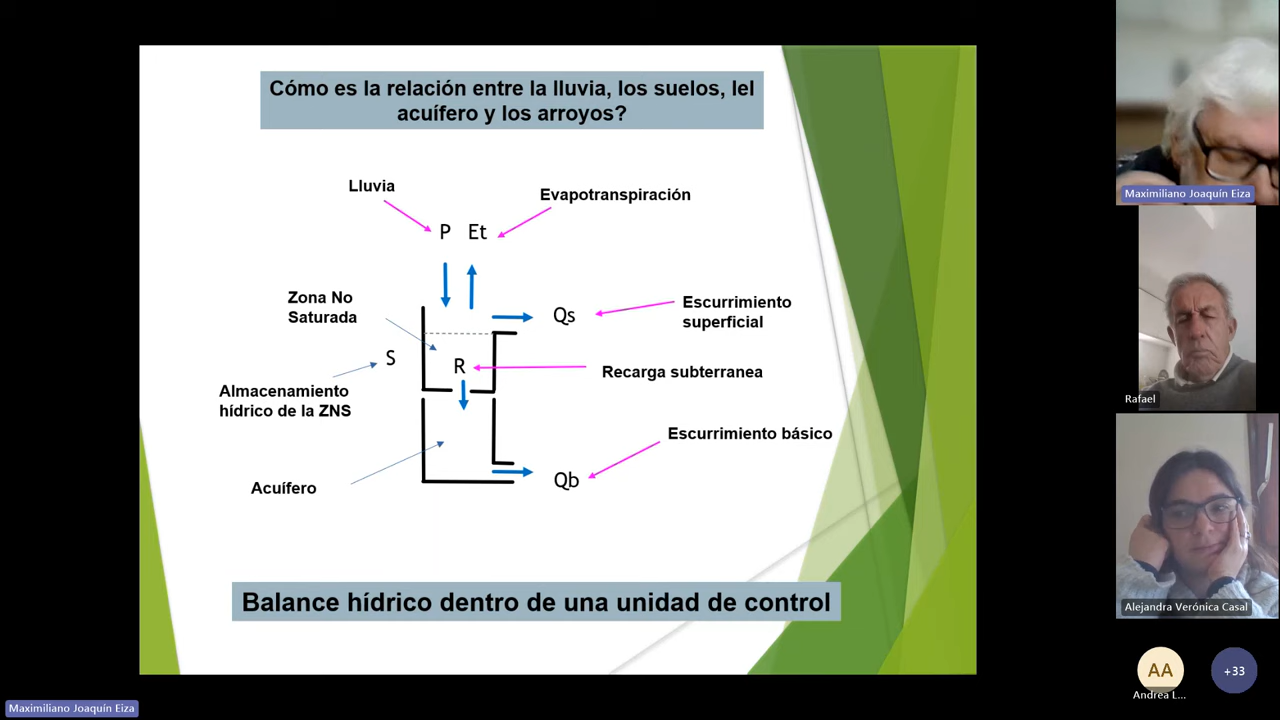 Cómo es la relación entre la lluvia, los suelos, lel
acuífero y los arroyos?
Lluvia
Evapotranspiración
P Et
Zona No
Saturada
Qs
Escurrimiento
superficial
S
R
Recarga subterranea
Almacenamiento
hídrico de la ZNS
Escurrimiento básico
Acuífero
Qb
Balance hídrico dentro de una unidad de control
Maximiliano Joaquín Eiza
Rafael
Alejandra Verónica Casal
AA
+33
Andrea L...
Maximiliano Joaquín Eiza